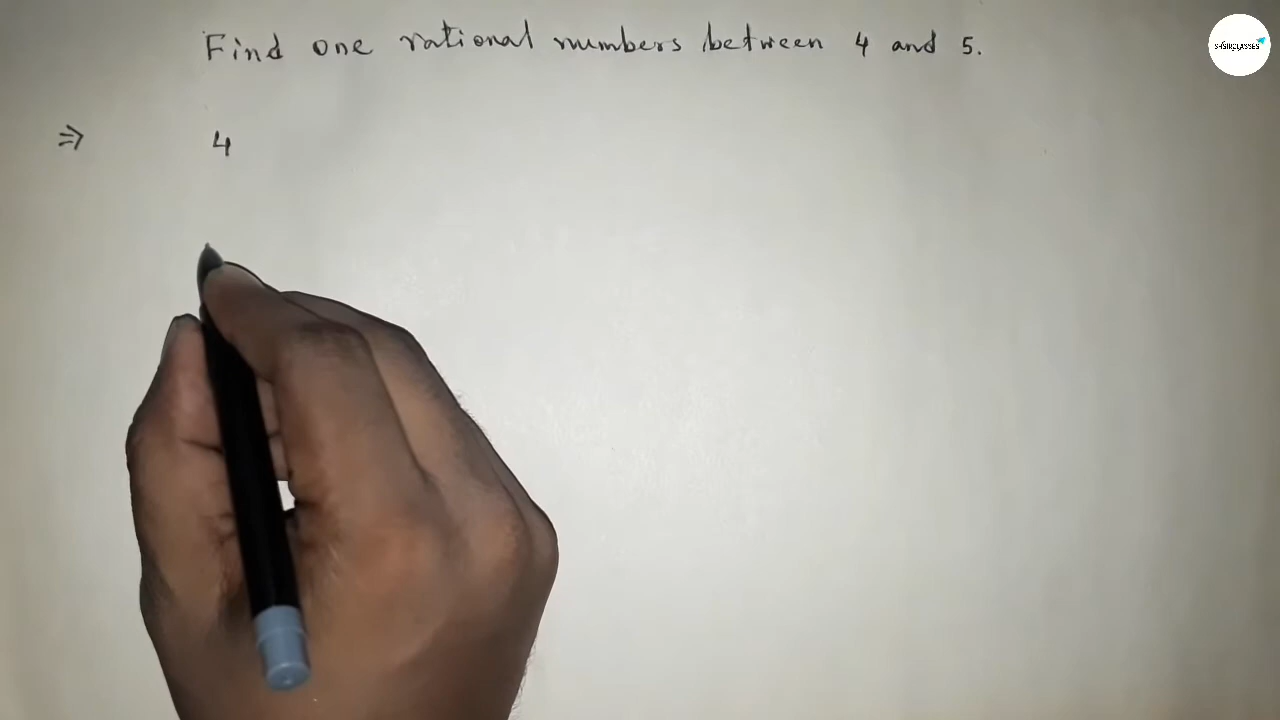 Find one rational numbers between 4 and 5.
⇒ 4